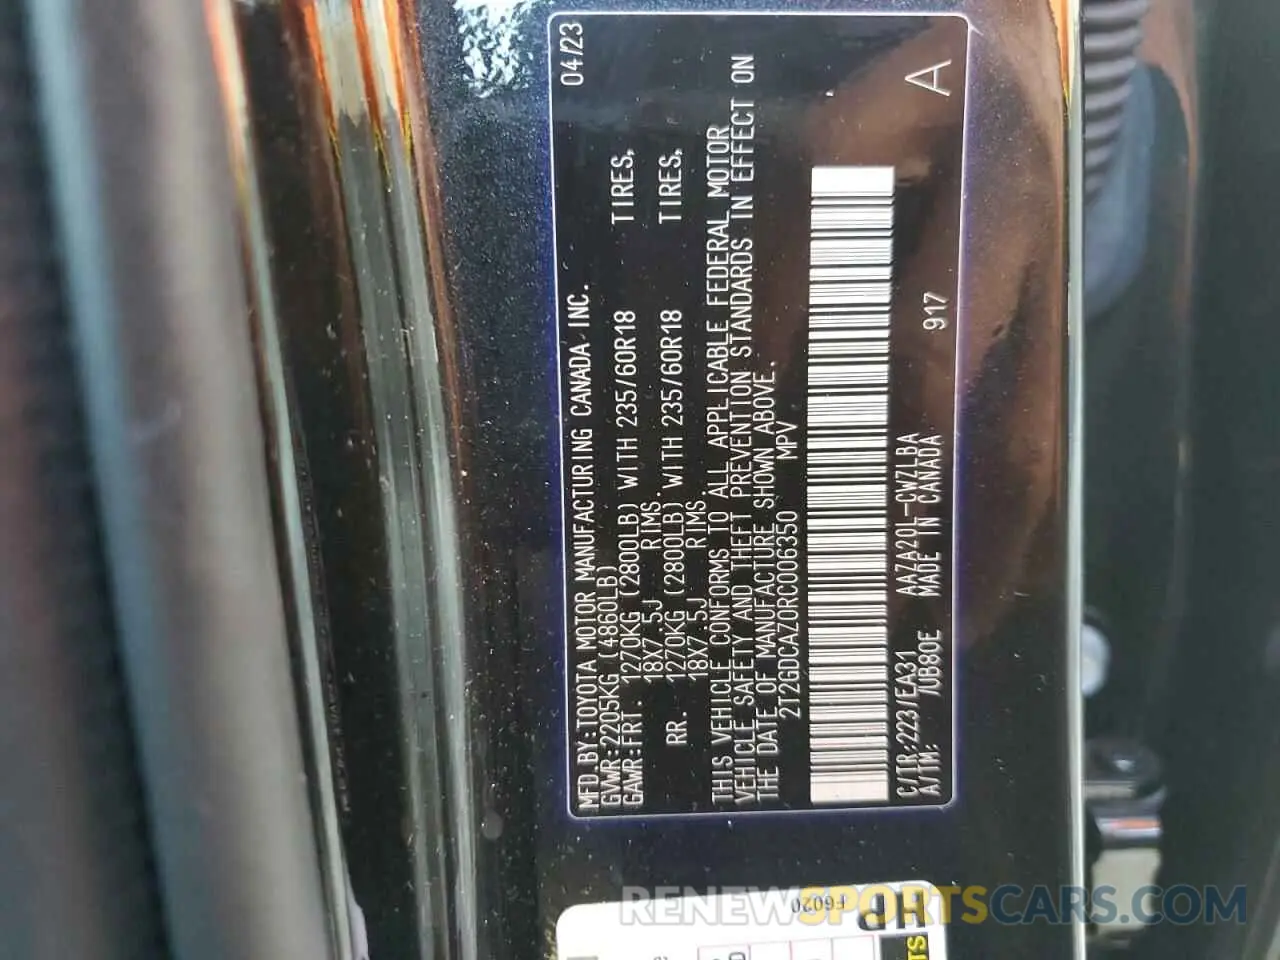 MFD.BY:TOYOTA MOTOR MANUFACTURING CANADA INC. 04/23
GVWR:2205KG (4860LB)
GAWR:FRT. 1270KG (2800LB) WITH 235/60R18 TIRES,
18X7.5J RIMS.
RR. 1270KG (2800LB) WITH 235/60R18 TIRES,
18X7.5J RIMS.
THIS VEHICLE CONFORMS TO ALL APPLICABLE FEDERAL MOTOR
VEHICLE SAFETY AND THEFT PREVENTION STANDARDS IN EFFECT ON
THE DATE OF MANUFACTURE SHOWN ABOVE.
2T2GDCAZ0RC006350 MPV
C/TR:223/EA31 AAZA20L-CWZLBA 917 A
A/TM: /UB80E MADE IN CANADA
F6020
RENEWSPORTSCARS.COM